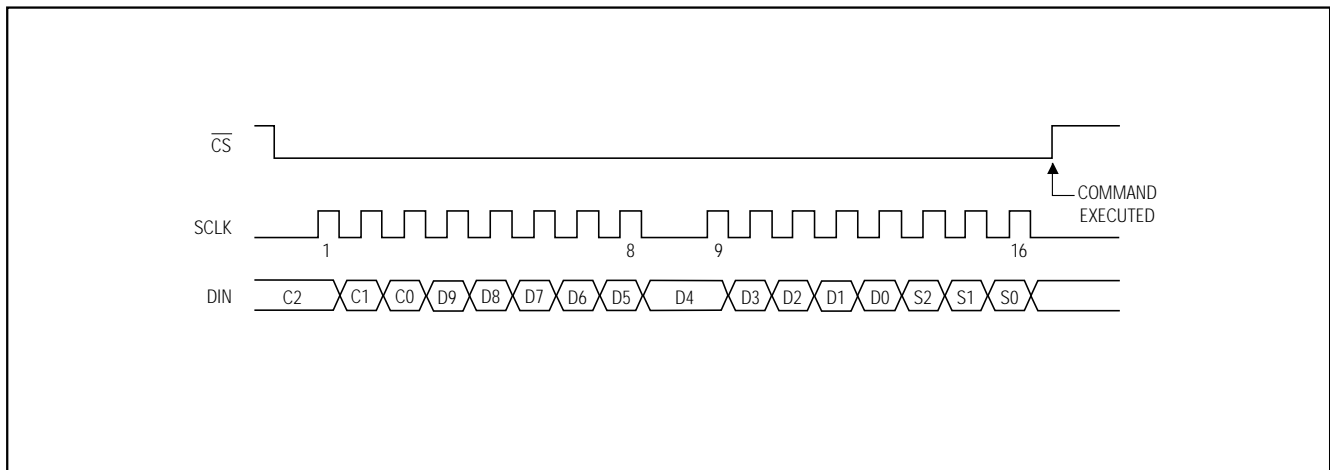 CS
COMMAND
EXECUTED
SCLK
1 8 9 16
DIN C2 C1 C0 D9 D8 D7 D6 D5 D4 D3 D2 D1 D0 S2 S1 S0